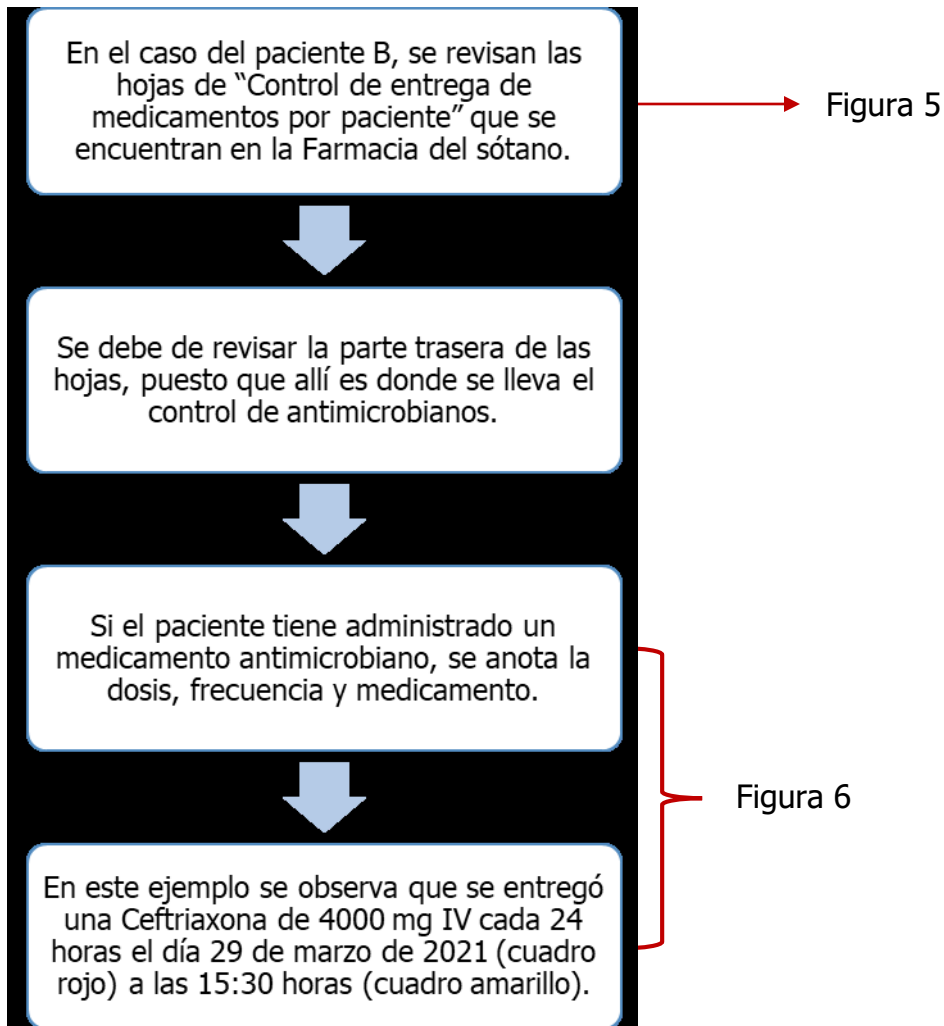 En el caso del paciente B, se revisan las
hojas de “Control de entrega de
medicamentos por paciente” que se
encuentran en la Farmacia del sótano.
Figura 5
Se debe de revisar la parte trasera de las
hojas, puesto que allí es donde se lleva el
control de antimicrobianos.
Si el paciente tiene administrado un
medicamento antimicrobiano, se anota la
dosis, frecuencia y medicamento.
Figura 6
En este ejemplo se observa que se entregó
una Ceftriaxona de 4000 mg IV cada 24
horas el día 29 de marzo de 2021 (cuadro
rojo) a las 15:30 horas (cuadro amarillo).